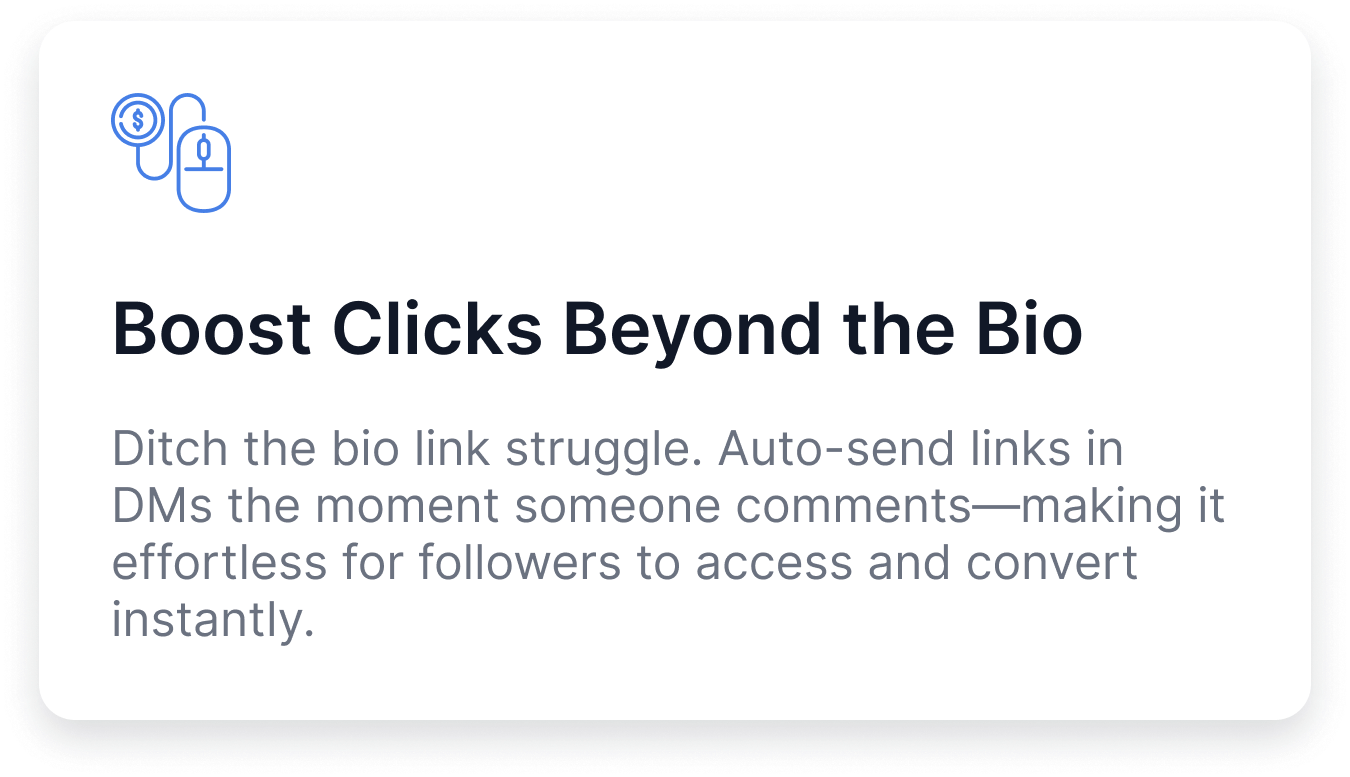 $
Boost Clicks Beyond the Bio
Ditch the bio link struggle. Auto-send links in
DMs the moment someone comments—making it
effortless for followers to access and convert
instantly.